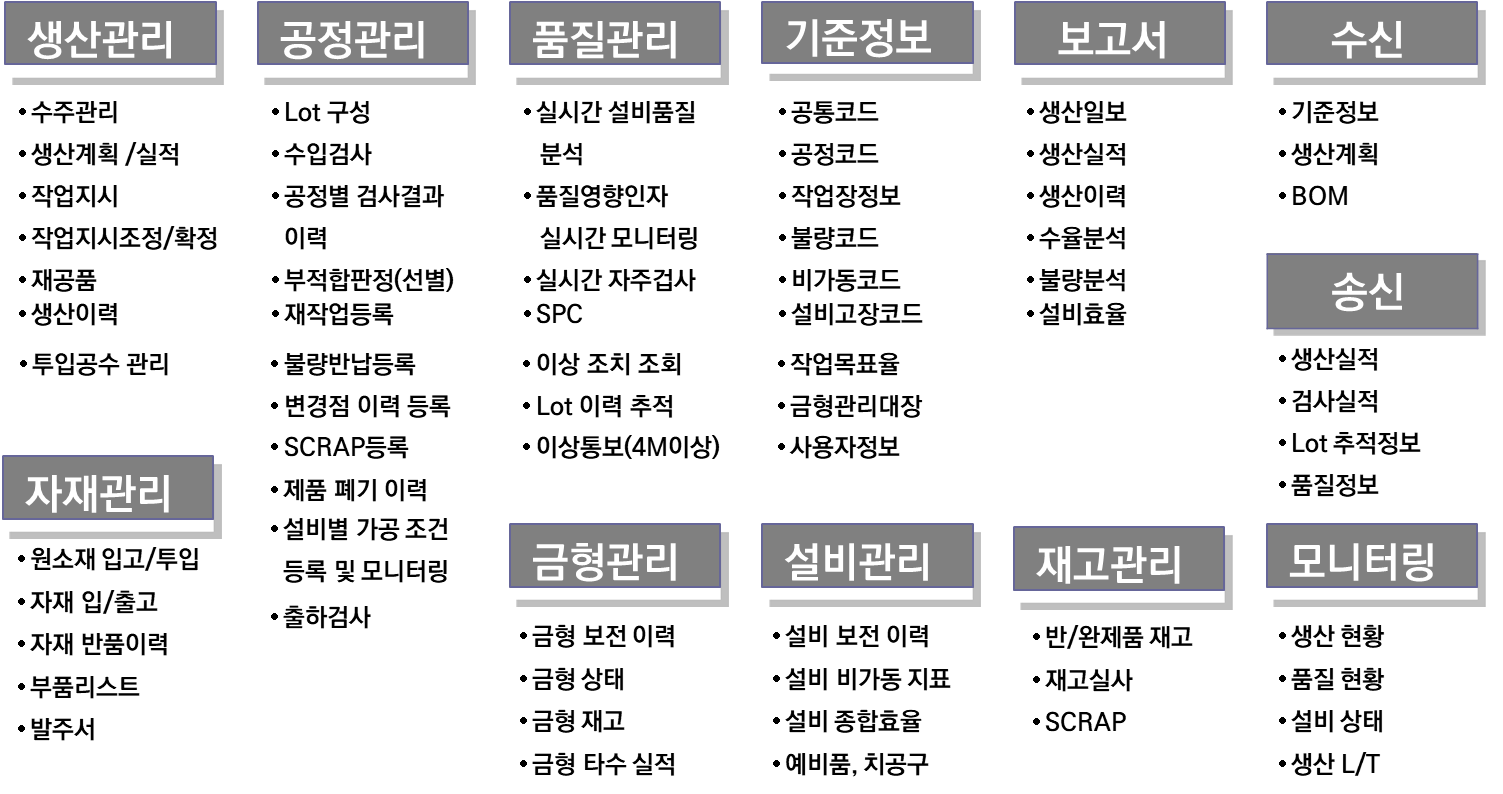 생산관리
• 수주관리
• 생산계획 /실적
• 작업지시
• 작업지시조정/확정
• 재공품
• 생산이력
• 투입공수 관리
자재관리
• 원소재 입고/투입
• 자재 입/출고
• 자재 반품이력
• 부품리스트
• 발주서
공정관리
• Lot 구성
• 수입검사
• 공정별 검사결과
이력
• 부적합판정(선별)
• 재작업등록
• 불량반납등록
• 변경점 이력 등록
• SCRAP등록
• 제품 폐기 이력
• 설비별 가공 조건
등록 및 모니터링
• 출하검사
품질관리
• 실시간 설비품질
분석
• 품질영향인자
실시간 모니터링
• 실시간 자주겁사
• SPC
• 이상 조치 조회
• Lot 이력 추적
• 이상통보(4M이상)
금형관리
• 금형 보전 이력
• 금형 상태
• 금형 재고
• 금형 타수 실적
기준정보
• 공통코드
• 공정코드
• 작업장정보
• 불량코드
• 비가동코드
• 설비고장코드
• 작업목표율
• 금형관리대장
• 사용자정보
설비관리
• 설비 보전 이력
• 설비 비가동 지표
• 설비 종합효율
• 예비품, 치공구
보고서
• 생산일보
• 생산실적
• 생산이력
• 수율분석
• 불량분석
• 설비효율
재고관리
• 반/완제품 재고
• 재고실사
• SCRAP
수신
• 기준정보
• 생산계획
• BOM
송신
• 생산실적
• 검사실적
• Lot 추적정보
• 품질정보
모니터링
• 생산 현황
• 품질 현황
• 설비 상태
• 생산 L/T